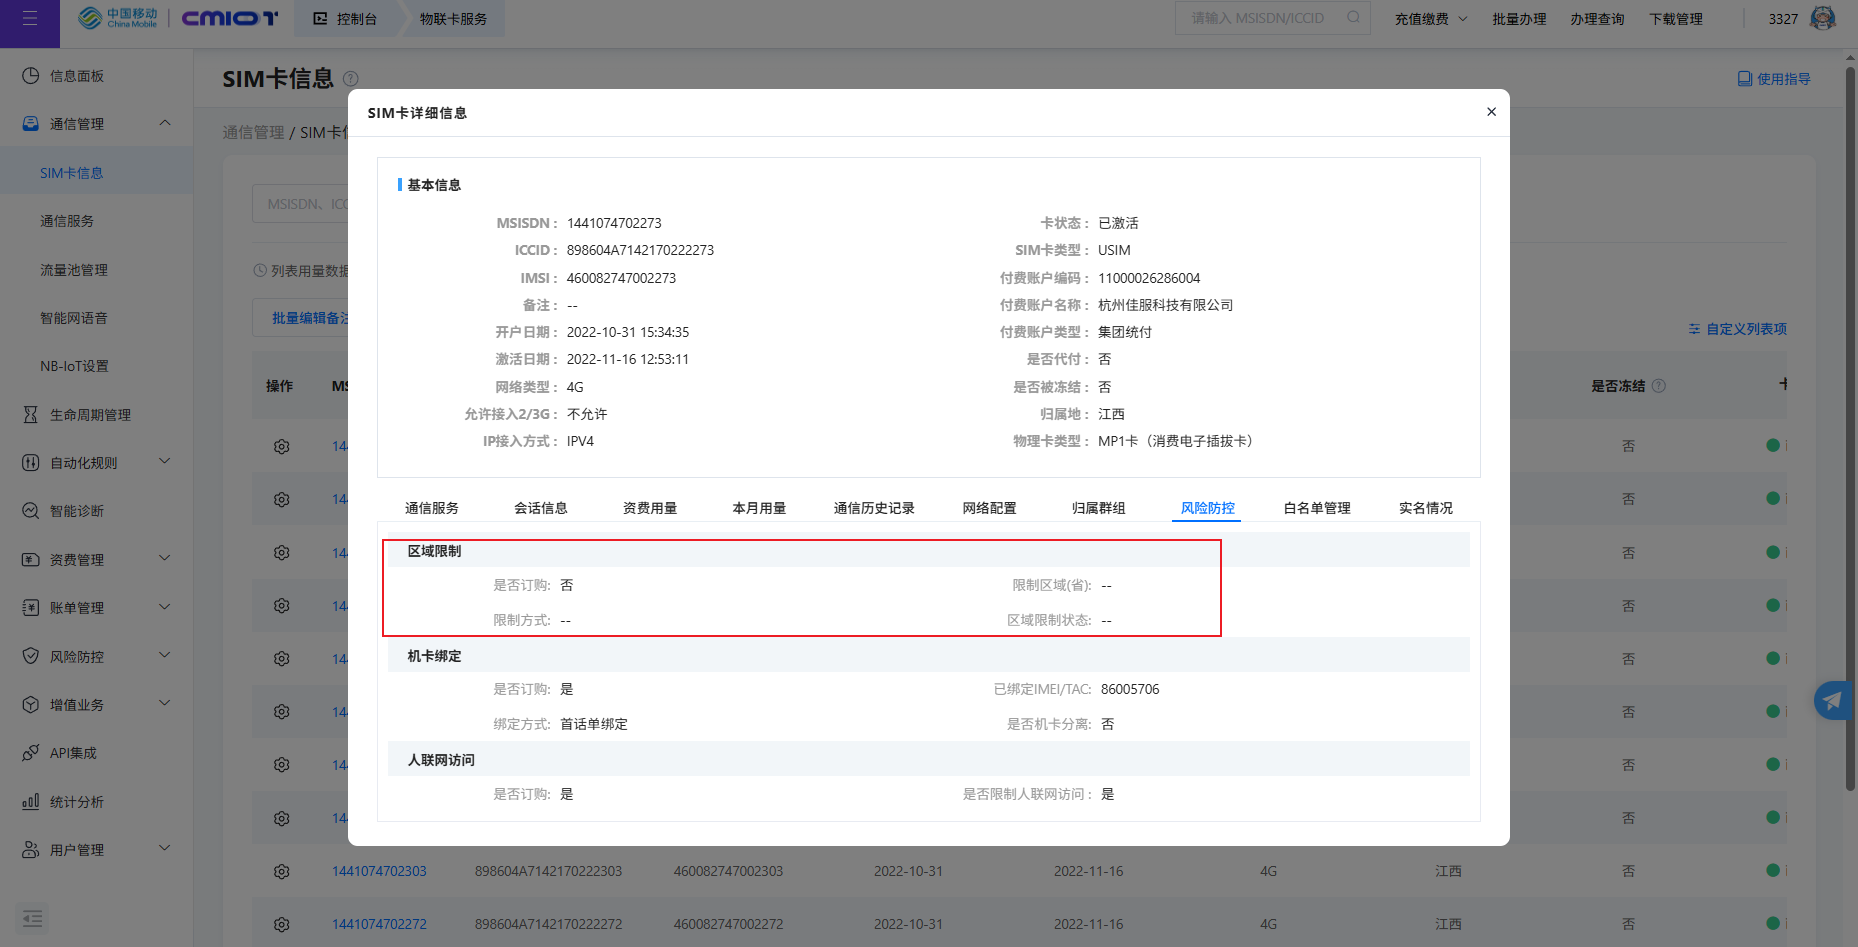 中国移动
China Mobile
CMIOT
控制台
物联卡服务
请输入 MSISDN/ICCID
充值缴费
批量办理
办理查询
下载管理
3327
信息面板
通信管理
SIM卡信息
通信服务
流量池管理
智能网语音
NB-IoT设置
生命周期管理
自动化规则
智能诊断
资费管理
账单管理
风险防控
增值业务
API集成
统计分析
用户管理
SIM卡信息
使用指导
通信管理 / SIM卡
MSISDN、ICC
列表用量数据
批量编辑备注
自定义列表项
操作
MS
是否冻结
144
否
144
否
144
否
144
否
144
否
144
否
144
否
144
否
1441074702303 898604A7142170222303 460082747002303 2022-10-31 2022-11-16 4G 江西 否
1441074702272 898604A7142170222272 460082747002272 2022-10-31 2022-11-16 4G 江西 否
SIM卡详细信息
×
基本信息
MSISDN : 1441074702273
卡状态 : 已激活
ICCID : 898604A7142170222273
SIM卡类型 : USIM
IMSI : 460082747002273
付费账户编码 : 11000026286004
备注 : --
付费账户名称 : 杭州佳服科技有限公司
开户日期 : 2022-10-31 15:34:35
付费账户类型 : 集团统付
激活日期 : 2022-11-16 12:53:11
是否代付 : 否
网络类型 : 4G
是否被冻结 : 否
允许接入2/3G : 不允许
归属地 : 江西
IP接入方式 : IPV4
物理卡类型 : MP1卡（消费电子插拔卡）
通信服务 会话信息 资费用量 本月用量 通信历史记录 网络配置 归属群组 风险防控 白名单管理 实名情况
区域限制
是否订购: 否
限制区域(省): --
限制方式: --
区域限制状态: --
机卡绑定
是否订购: 是
已绑定IMEI/TAC: 86005706
绑定方式: 首话单绑定
是否机卡分离: 否
人联网访问
是否订购: 是
是否限制人联网访问 : 是